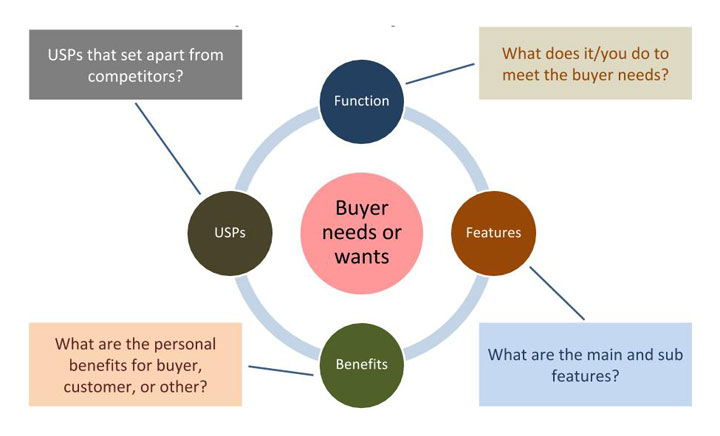 USPs that set apart from
competitors?
What does it/you do to
meet the buyer needs?
Function
Buyer
needs or
wants
USPs
Features
Benefits
What are the personal
benefits for buyer,
customer, or other?
What are the main and sub
features?